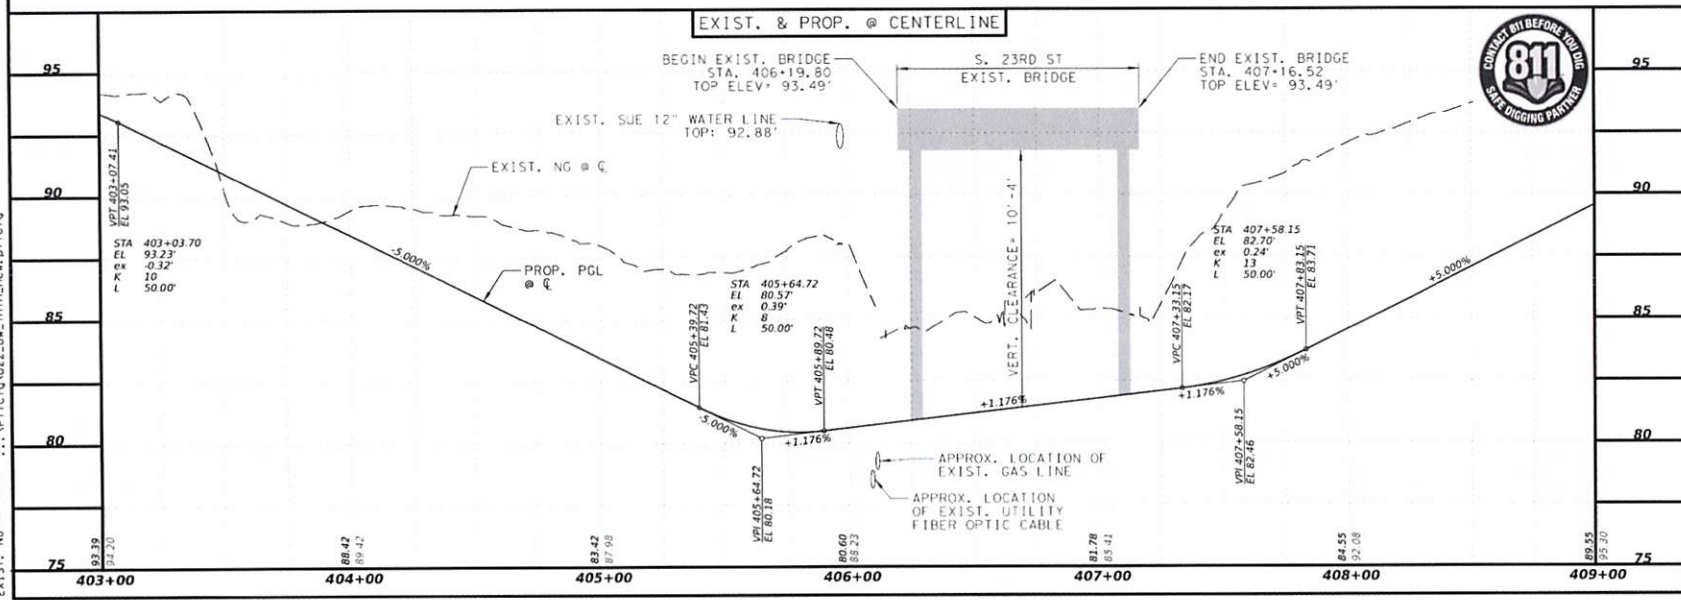 EXIST. & PROP. @ CENTERLINE
CONTACT 811 BEFORE YOU DIG
811
SAFE DIGGING PARTNER
BEGIN EXIST. BRIDGE
STA. 406+19.80
TOP ELEV= 93.49'
S. 23RD ST
EXIST. BRIDGE
END EXIST. BRIDGE
STA. 407+16.52
TOP ELEV= 93.49'
95
95
EXIST. SUE 12" WATER LINE
TOP: 92.88'
EXIST. NG @ ℄
90
90
VPT 403+07.41
EL 93.05
STA 403+03.70
EL 93.23'
ex -0.32'
K 10
L 50.00'
-5.000%
PROP. PGL
@ ℄
STA 405+64.72
EL 80.57'
ex 0.39'
K 8
L 50.00'
VERT. CLEARANCE= 10'-4'
STA 407+58.15
EL 82.70'
ex 0.24'
K 13
L 50.00'
+5.000%
85
85
VPC 405+39.72
EL 81.43
VPT 405+89.72
EL 80.48
VPC 407+33.15
EL 82.17
VPT 407+83.15
EL 83.71
-5.000%
+1.176%
+1.176%
+1.176%
+5.000%
80
80
VPI 405+64.72
EL 80.18
VPI 407+58.15
EL 82.46
APPROX. LOCATION OF
EXIST. GAS LINE
APPROX. LOCATION
OF EXIST. UTILITY
FIBER OPTIC CABLE
93.39
94.20
88.42
89.42
83.42
87.98
80.60
88.23
81.78
85.41
84.55
92.08
89.55
95.30
75
75
403+00
404+00
405+00
406+00
407+00
408+00
409+00